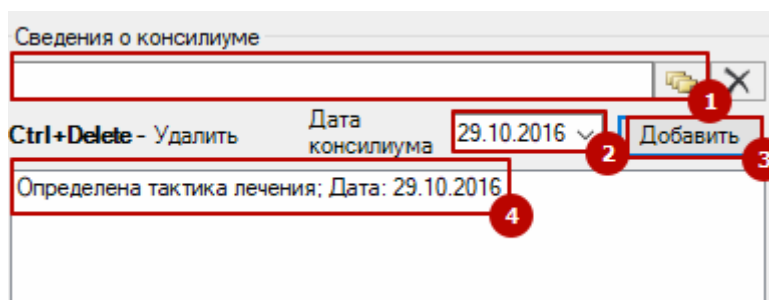 Сведения о консилиуме
1
Ctrl+Delete - Удалить
Дата
консилиума
29.10.2016
2
Добавить
3
Определена тактика лечения; Дата: 29.10.2016
4